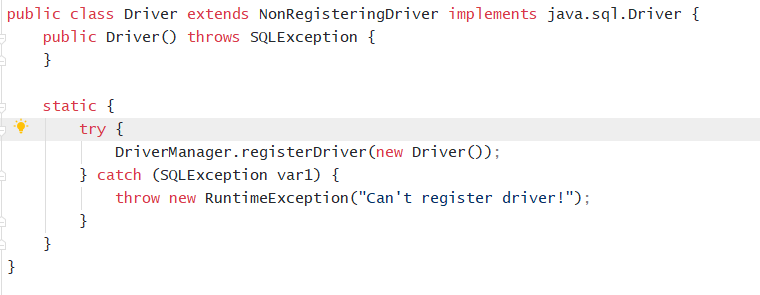 public class Driver extends NonRegisteringDriver implements java.sql.Driver {
    public Driver() throws SQLException {
    }

    static {
        try {
            DriverManager.registerDriver(new Driver());
        } catch (SQLException var1) {
            throw new RuntimeException("Can't register driver!");
        }
    }
}